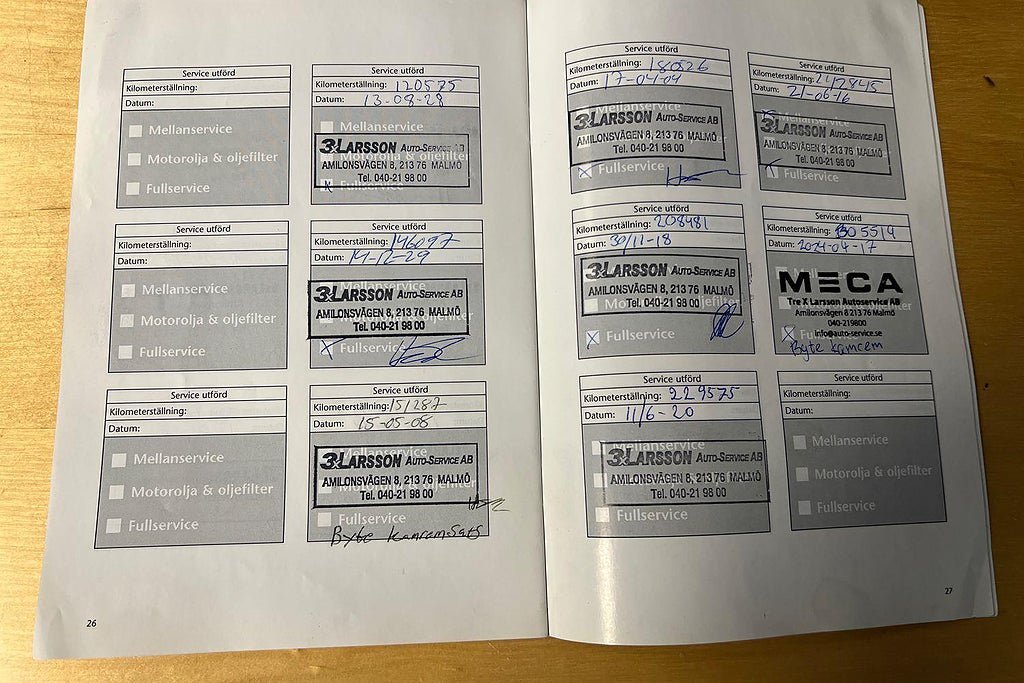 Service utförd
Kilometerställning:
Datum:
Mellanservice
Motorolja & oljefilter
Fullservice
Service utförd
Kilometerställning:
Datum:
Mellanservice
Motorolja & oljefilter
Fullservice
Service utförd
Kilometerställning:
Datum:
Mellanservice
Motorolja & oljefilter
Fullservice
Service utförd
Kilometerställning: 120575
Datum: 13-08-28
Mellanservice
3xLARSSON AUTO-SERVICE AB
Motorolja & oljefilter
AMILONSVÄGEN 8, 213 76 MALMÖ
Tel. 040-21 98 00
Fullservice
Service utförd
Kilometerställning: 146097
Datum: 14-12-29
3xLARSSON AUTO-SERVICE AB
AMILONSVÄGEN 8, 213 76 MALMÖ
Tel. 040-21 98 00
Fullservice
Service utförd
Kilometerställning: 151287
Datum: 15-05-08
Mellanservice
3xLARSSON AUTO-SERVICE AB
AMILONSVÄGEN 8, 213 76 MALMÖ
Tel. 040-21 98 00
Fullservice
Byte kamremsats
26
Service utförd
Kilometerställning: 180526
Datum: 17-04-04
Mellanservice
3xLARSSON AUTO-SERVICE AB
AMILONSVÄGEN 8, 213 76 MALMÖ
Tel. 040-21 98 00
Fullservice
Service utförd
Kilometerställning: 208481
Datum: 30/11-18
3xLARSSON AUTO-SERVICE AB
AMILONSVÄGEN 8, 213 76 MALMÖ
Motorolja & oljefilter
Tel. 040-21 98 00
Fullservice
Service utförd
Kilometerställning: 229575
Datum: 11/6-20
Mellanservice
3xLARSSON AUTO-SERVICE AB
AMILONSVÄGEN 8, 213 76 MALMÖ
Tel. 040-21 98 00
Fullservice
Service utförd
Kilometerställning:
Datum: 21-06-16
Mellanservice
3xLARSSON AUTO-SERVICE AB
AMILONSVÄGEN 8, 213 76 MALMÖ
Tel. 040-21 98 00
Fullservice
Service utförd
Kilometerställning: 305514
Datum: 2024-04-17
MECA
Tre X Larsson Autoservice AB
Amilonsvägen 8 213 76 Malmö
040-219800
info@auto-service.se
Byte kamrem
Service utförd
Kilometerställning:
Datum:
Mellanservice
Motorolja & oljefilter
Fullservice
27